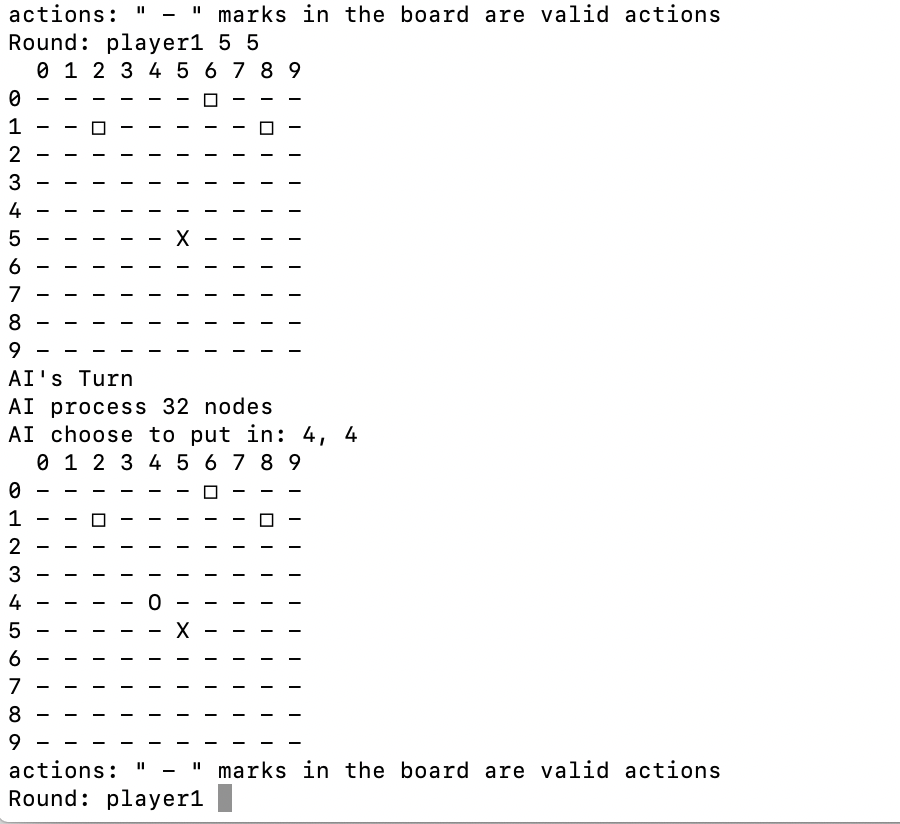 actions: " - " marks in the board are valid actions
Round: player1 5 5
  0 1 2 3 4 5 6 7 8 9
0 - - - - - - □ - - -
1 - - □ - - - - - □ -
2 - - - - - - - - - -
3 - - - - - - - - - -
4 - - - - - - - - - -
5 - - - - - X - - - -
6 - - - - - - - - - -
7 - - - - - - - - - -
8 - - - - - - - - - -
9 - - - - - - - - - -
AI's Turn
AI process 32 nodes
AI choose to put in: 4, 4
  0 1 2 3 4 5 6 7 8 9
0 - - - - - - □ - - -
1 - - □ - - - - - □ -
2 - - - - - - - - - -
3 - - - - - - - - - -
4 - - - - O - - - - -
5 - - - - - X - - - -
6 - - - - - - - - - -
7 - - - - - - - - - -
8 - - - - - - - - - -
9 - - - - - - - - - -
actions: " - " marks in the board are valid actions
Round: player1